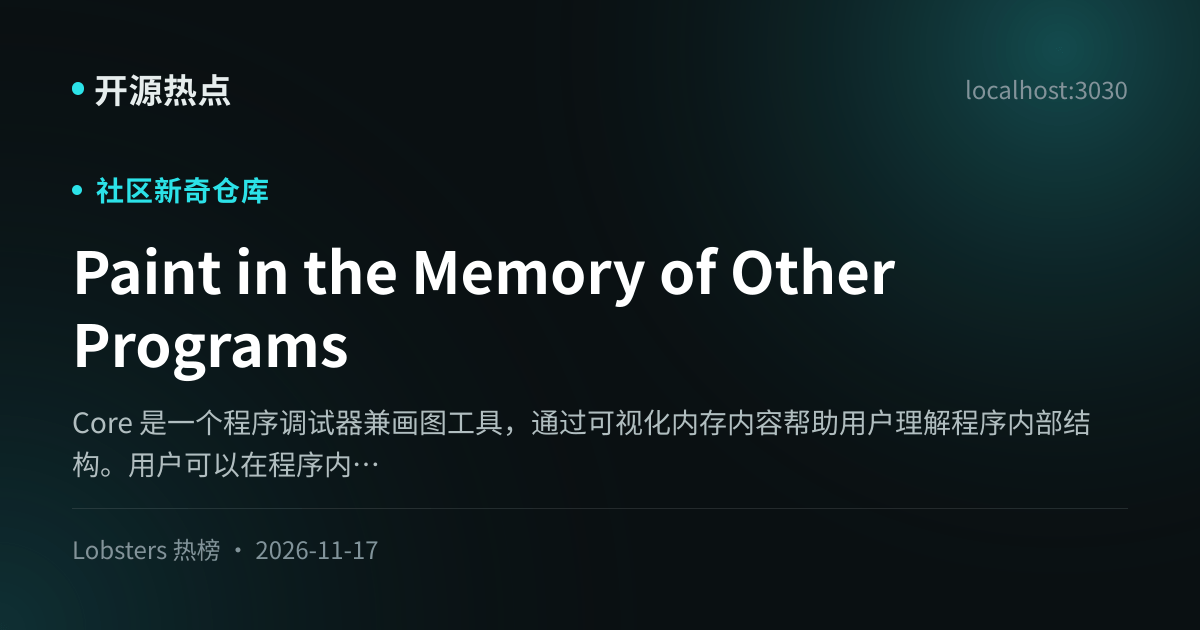 开源热点
localhost:3030
社区新奇仓库
Paint in the Memory of Other
Programs
Core 是一个程序调试器兼画图工具，通过可视化内存内容帮助用户理解程序内部结
构。用户可以在程序内…
Lobsters 热榜 · 2026-11-17